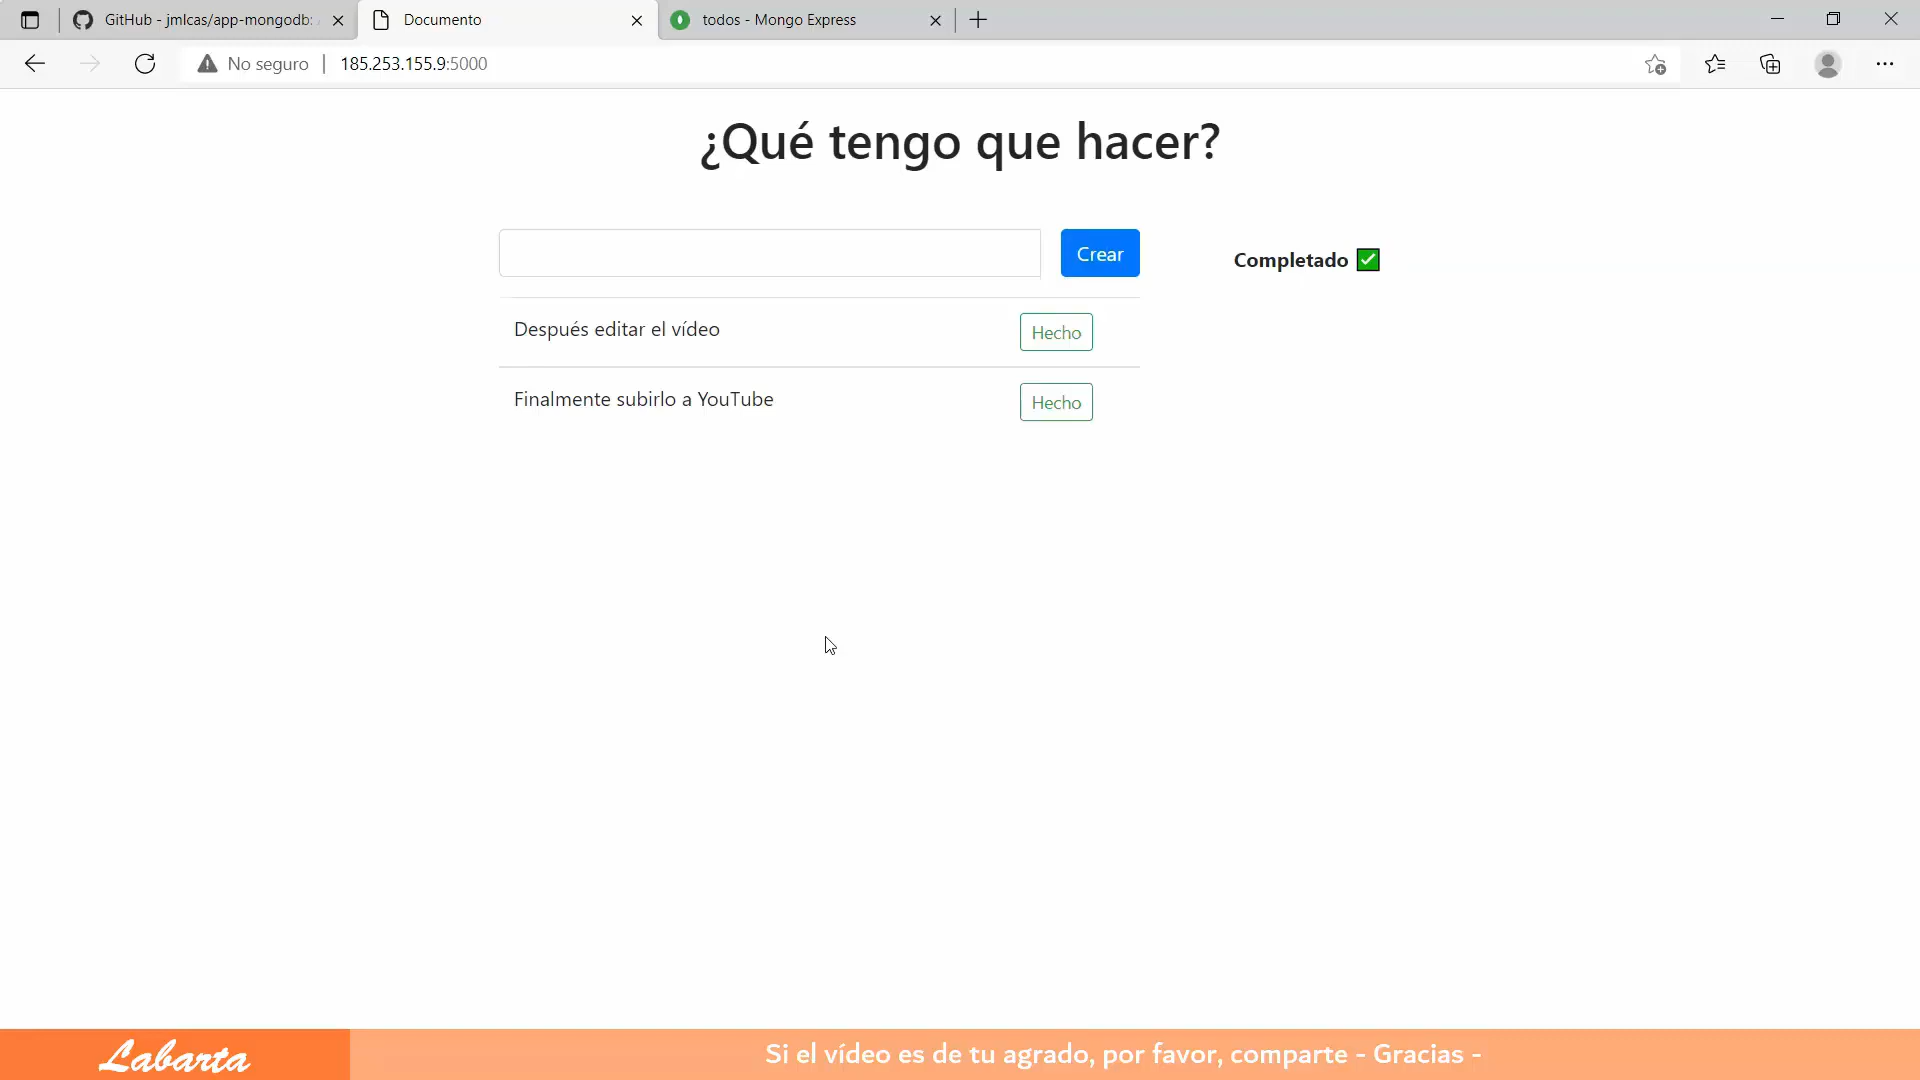 GitHub - jmlcas/app-mongodb:
Documento
todos - Mongo Express
No seguro
185.253.155.9:5000
¿Qué tengo que hacer?
Crear
Completado ✅
Después editar el vídeo
Hecho
Finalmente subirlo a YouTube
Hecho
Labarta
Si el vídeo es de tu agrado, por favor, comparte - Gracias -